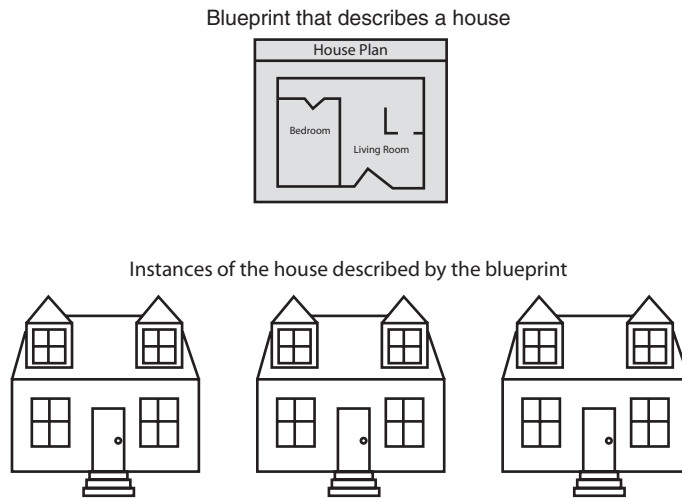 Blueprint that describes a house
House Plan
Bedroom
Living Room
Instances of the house described by the blueprint